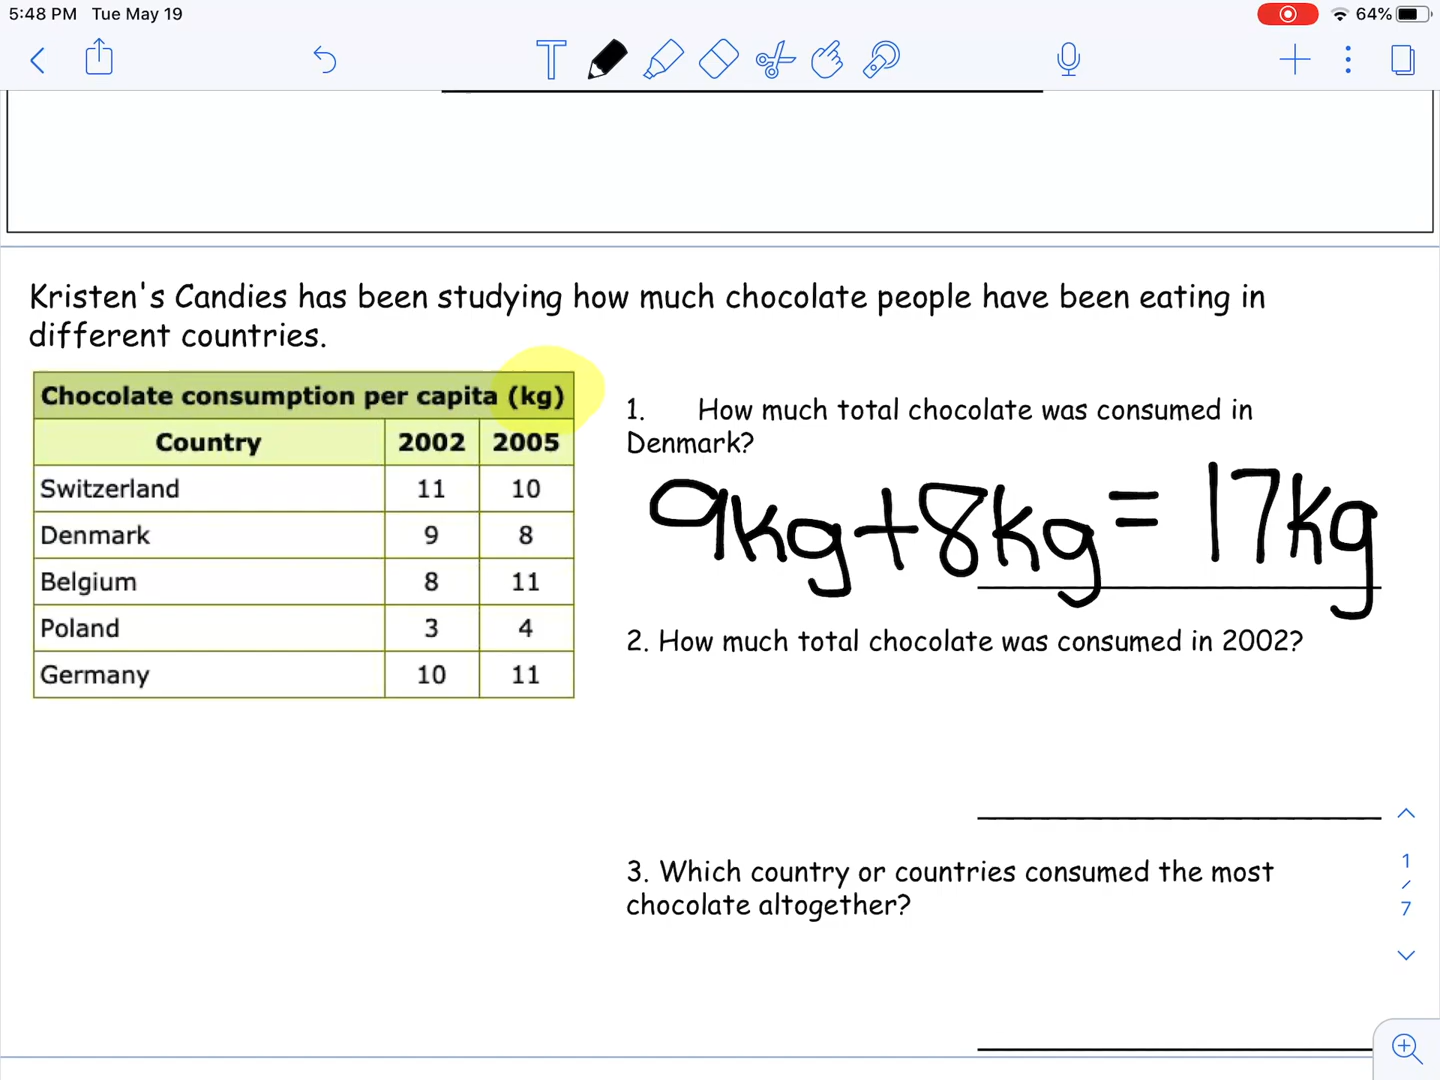 5:48 PM Tue May 19
64%
T
Kristen's Candies has been studying how much chocolate people have been eating in
different countries.
Chocolate consumption per capita (kg)
Country 2002 2005
Switzerland 11 10
Denmark 9 8
Belgium 8 11
Poland 3 4
Germany 10 11
1. How much total chocolate was consumed in
Denmark?
9kg+8kg= 17kg
2. How much total chocolate was consumed in 2002?
3. Which country or countries consumed the most
chocolate altogether?
1
/
7